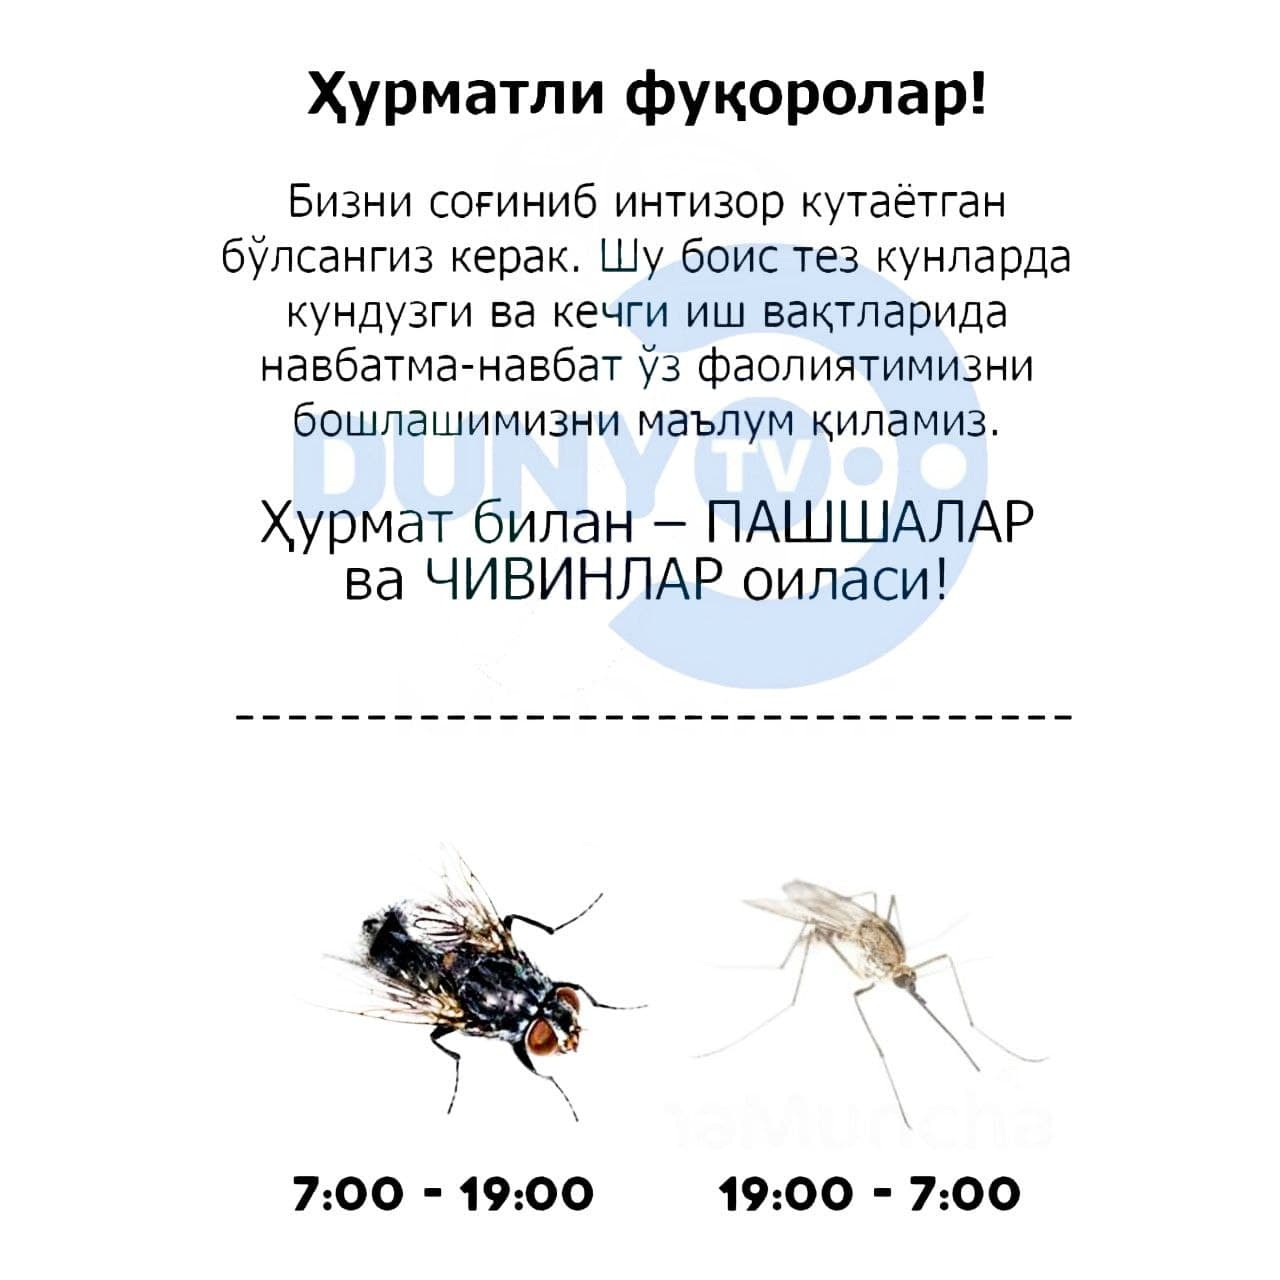 Ҳурматли фуқоролар!
Бизни соғиниб интизор кутаётган
бўлсангиз керак. Шу боис тез кунларда
кундузги ва кечги иш вақтларида
навбатма-навбат ўз фаолиятимизни
бошлашимизни маълум қиламиз.
DUNYO TV
Ҳурмат билан – ПАШШАЛАР
ва ЧИВИНЛАР оиласи!
7:00 - 19:00
19:00 - 7:00